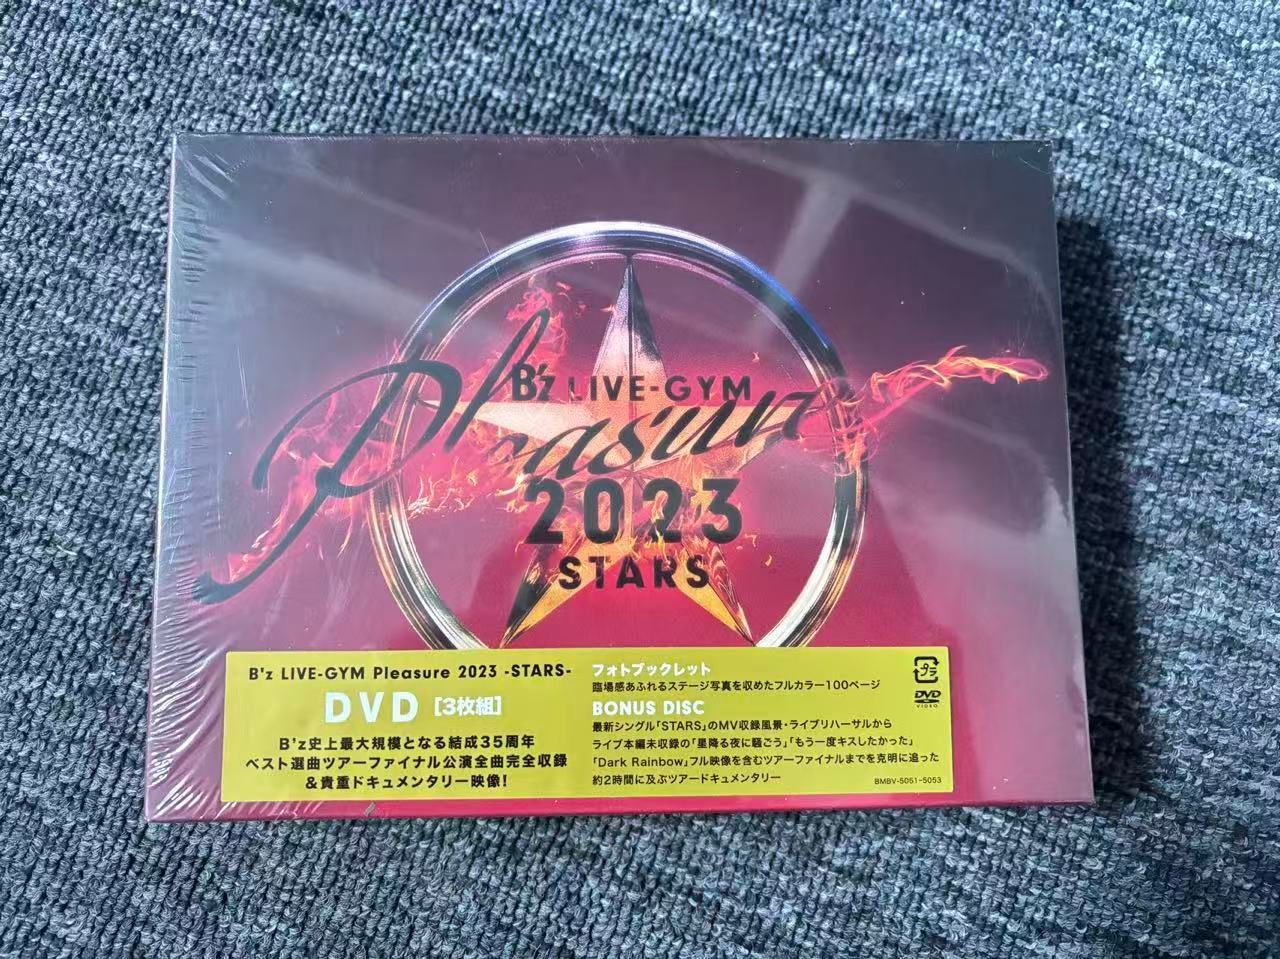 B'z LIVE-GYM
Pleasure
2023
STARS
B'z LIVE-GYM Pleasure 2023 -STARS-
DVD [3枚組]
B'z史上最大規模となる結成35周年
ベスト選曲ツアーファイナル公演全曲完全収録
&貴重ドキュメンタリー映像!
フォトブックレット
臨場感あふれるステージ写真を収めたフルカラー100ページ
BONUS DISC
最新シングル「STARS」のMV収録風景・ライブリハーサルから
ライブ本編未収録の「星降る夜に騒ごう」「もう一度キスしたかった」
「Dark Rainbow」フル映像を含むツアーファイナルまでを克明に追った
約2時間に及ぶツアードキュメンタリー
プラ
DVD
VIDEO
BMBV-5051~5053